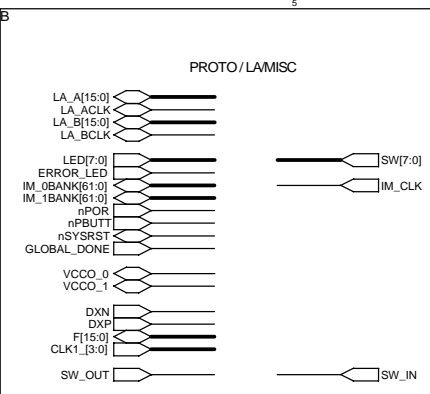 5
B
PROTO / LA/MISC
LA_A[15:0]
LA_ACLK
LA_B[15:0]
LA_BCLK
LED[7:0] SW[7:0]
ERROR_LED
IM_0BANK[61:0] IM_CLK
IM_1BANK[61:0]
nPOR
nPBUTT
nSYSRST
GLOBAL_DONE
VCCO_0
VCCO_1
DXN
DXP
F[15:0]
CLK1_[3:0]
SW_OUT SW_IN